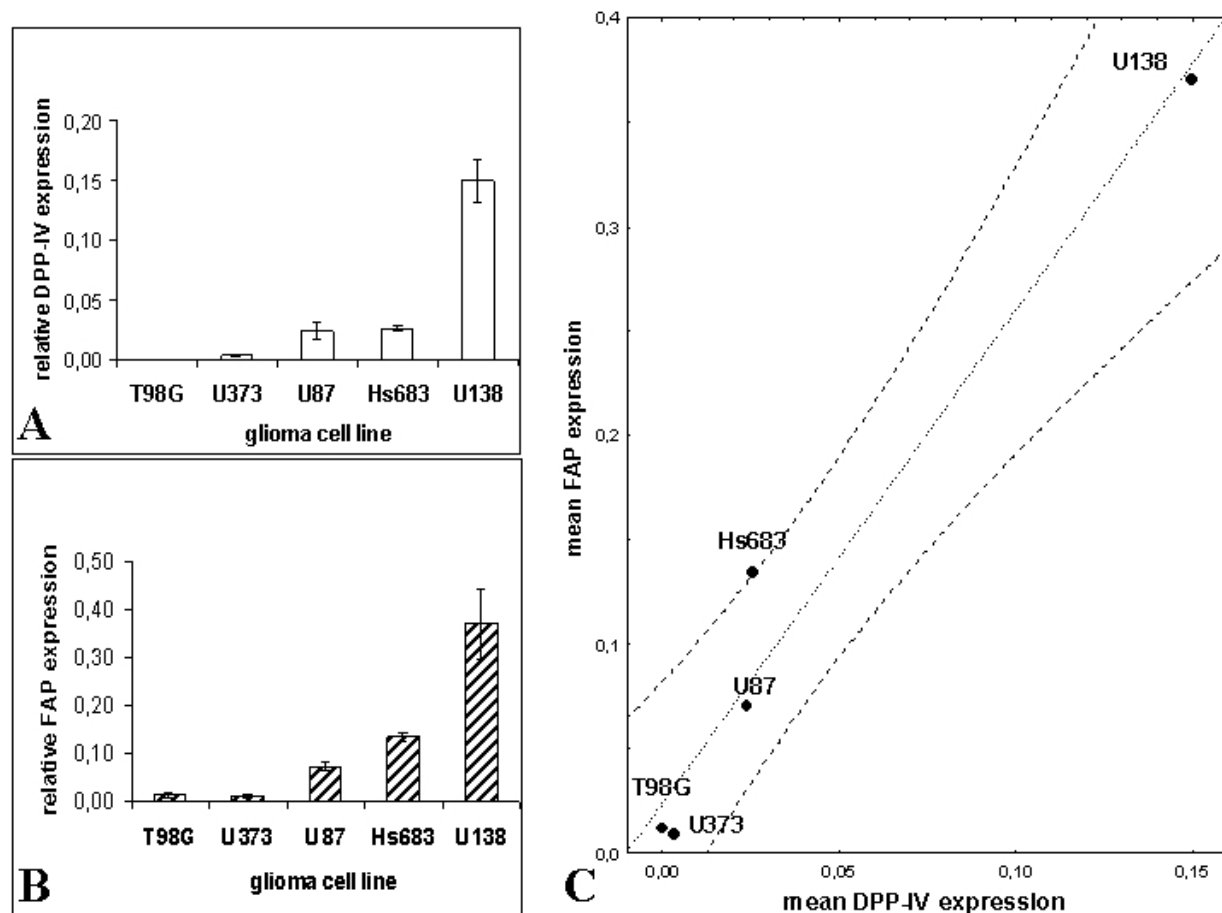 relative DPP-IV expression
0,20
0,15
0,10
0,05
0,00
T98G U373 U87 Hs683 U138
glioma cell line
A
relative FAP expression
0,50
0,40
0,30
0,20
0,10
0,00
T98G U373 U87 Hs683 U138
glioma cell line
B
mean FAP expression
0,4
0,3
0,2
0,1
0,0
U138
Hs683
U87
T98G
U373
0,00 0,05 0,10 0,15
mean DPP-IV expression
C